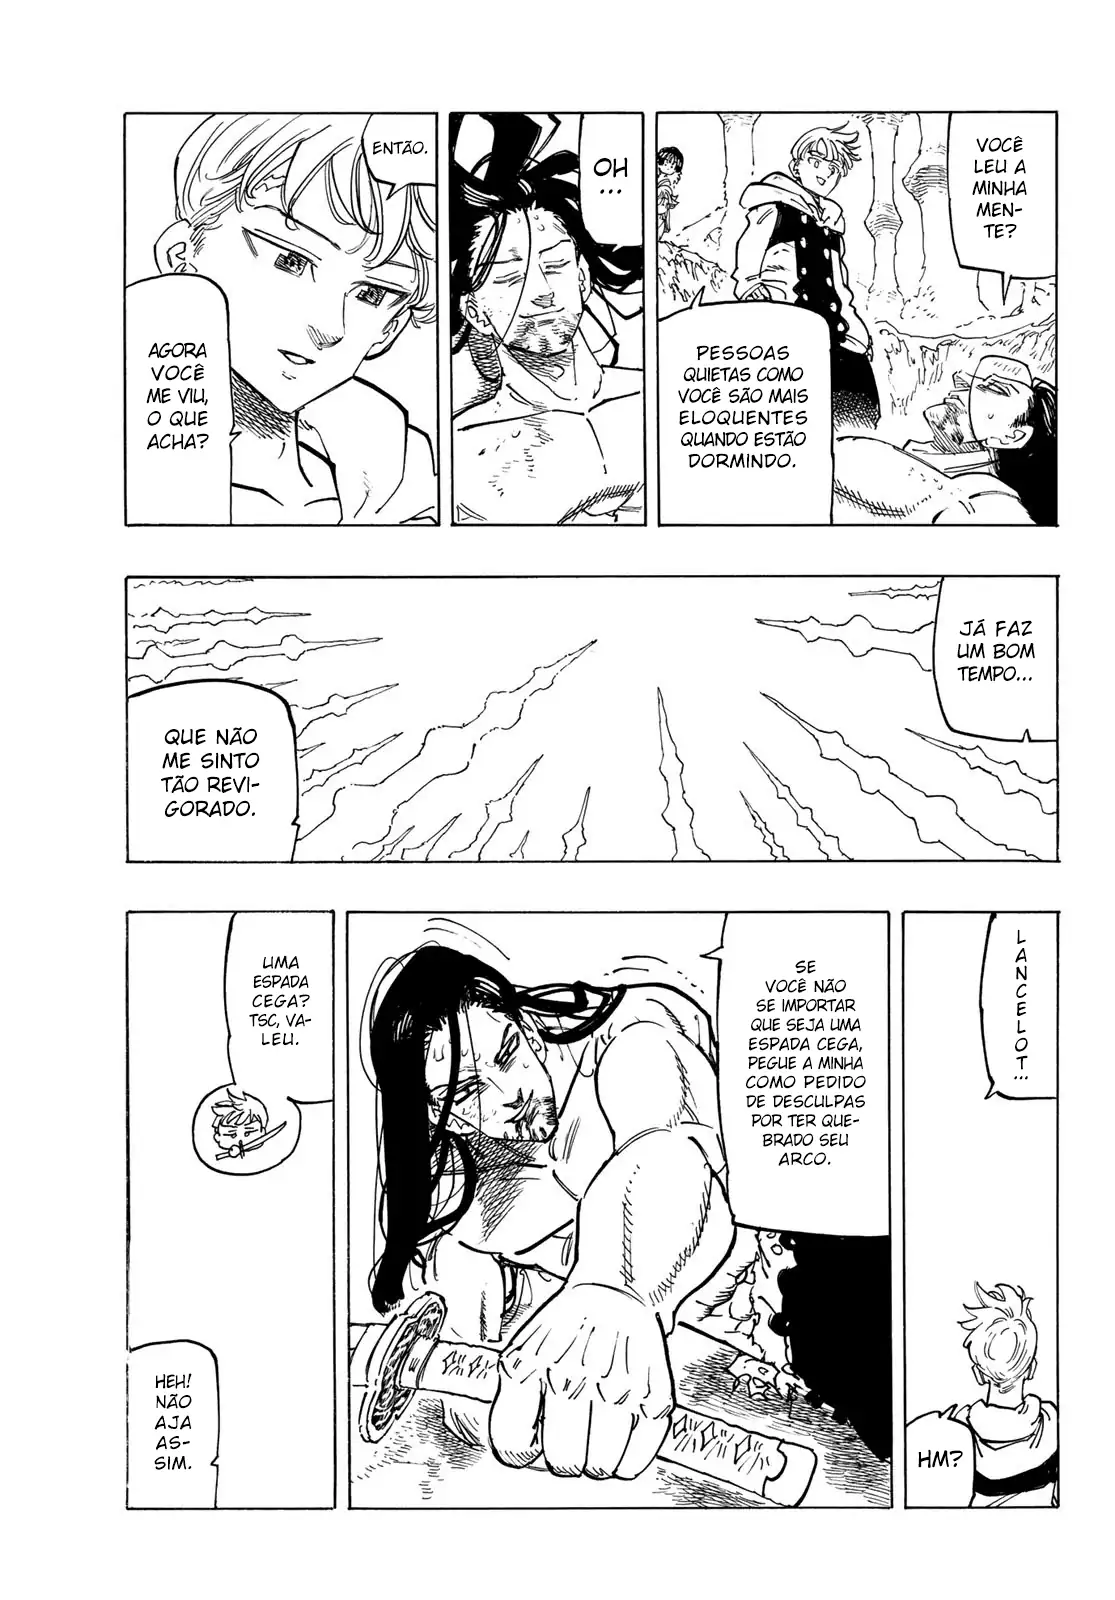 VOCÊ
LEU A
MINHA
MEN-
TE?
PESSOAS
QUIETAS COMO
VOCÊ SÃO MAIS
ELOQUENTES
QUANDO ESTÃO
DORMINDO.
OH
...
ENTÃO.
AGORA
VOCÊ
ME VIU,
O QUE
ACHA?
JÁ FAZ
UM BOM
TEMPO...
QUE NÃO
ME SINTO
TÃO REVI-
GORADO.
LANCELOT...
HM?
SE
VOCÊ NÃO
SE IMPORTAR
QUE SEJA UMA
ESPADA CEGA,
PEGUE A MINHA
COMO PEDIDO
DE DESCULPAS
POR TER QUE-
BRADO SEU
ARCO.
UMA
ESPADA
CEGA?
TSC, VA-
LEU.
HEH!
NÃO
AJA
AS-
SIM.